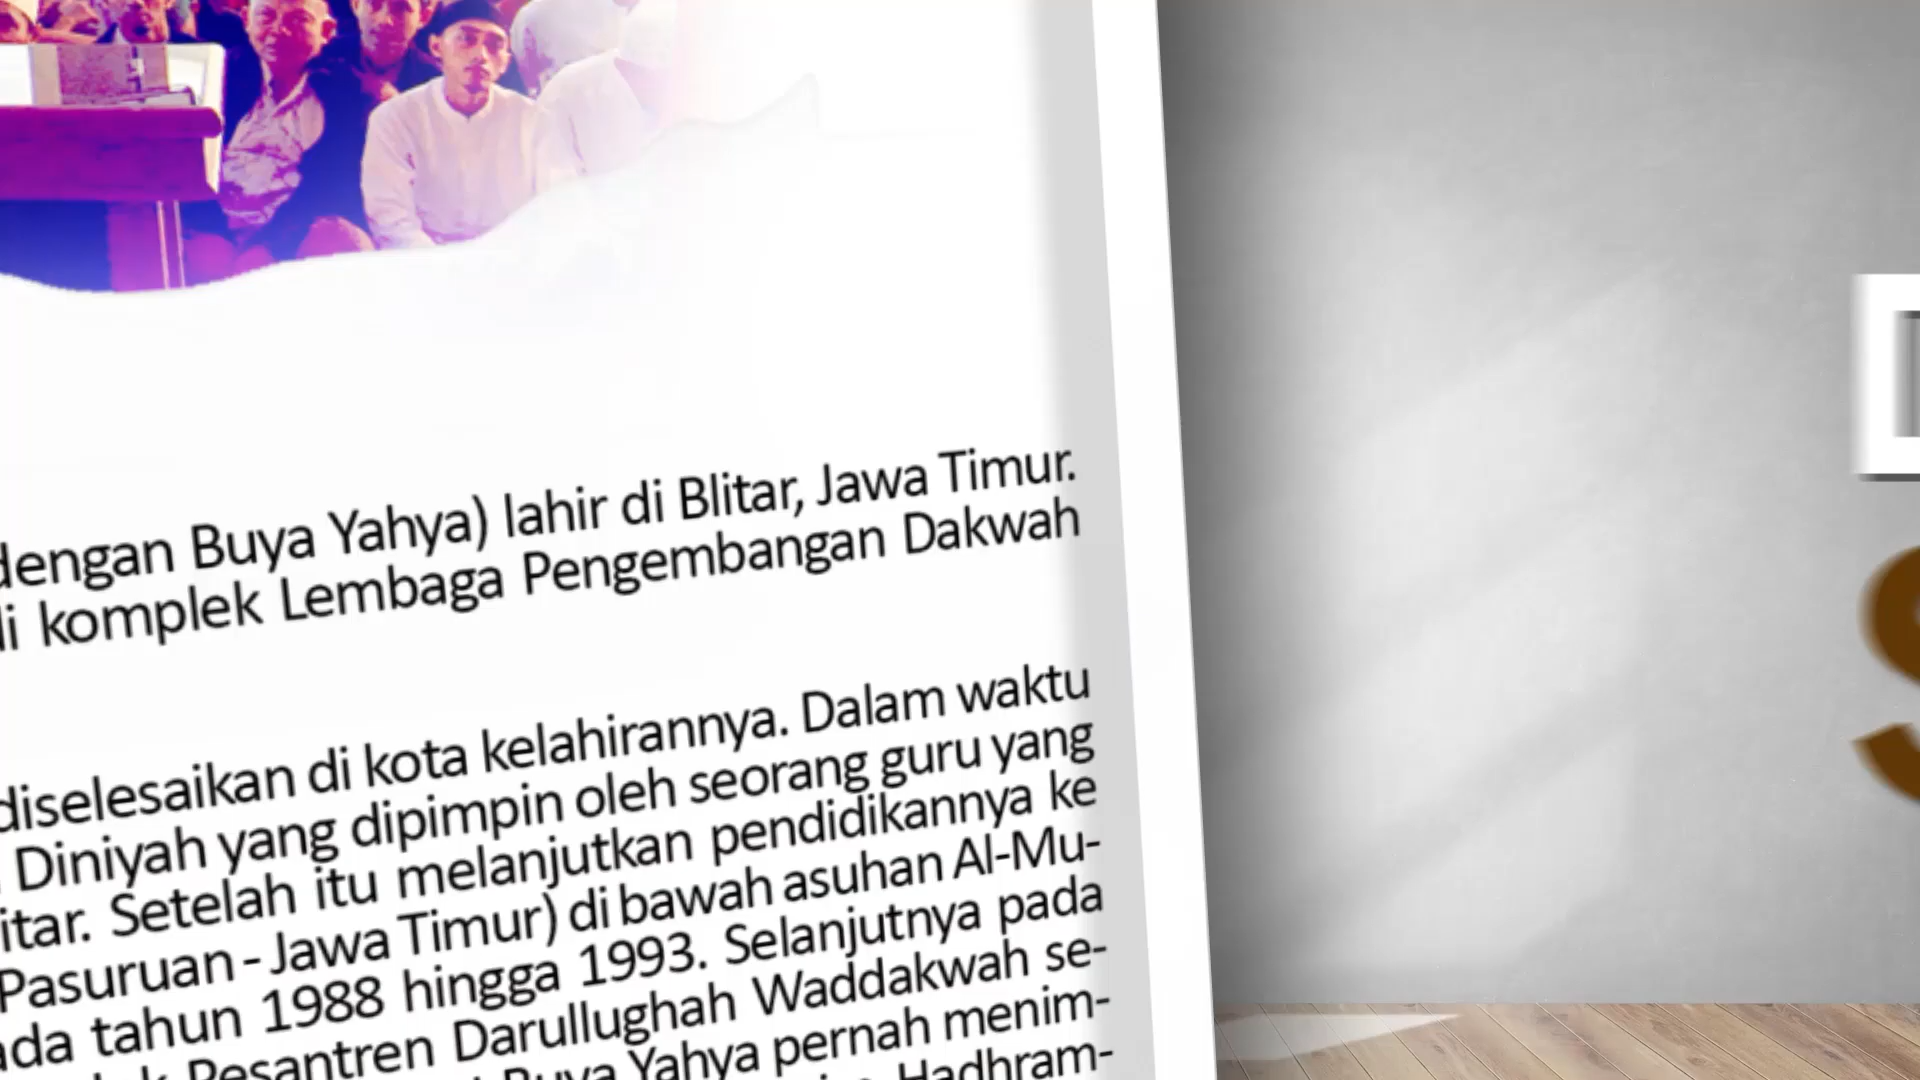 dengan Buya Yahya) lahir di Blitar, Jawa Timur.
di komplek Lembaga Pengembangan Dakwah
diselesaikan di kota kelahirannya. Dalam waktu
Diniyah yang dipimpin oleh seorang guru yang
itar. Setelah itu melanjutkan pendidikannya ke
Pasuruan - Jawa Timur) di bawah asuhan Al-Mu-
ada tahun 1988 hingga 1993. Selanjutnya pada
Pesantren Darullughah Waddakwah se-
Buya Yahya pernah menim-
Hadhram-
S